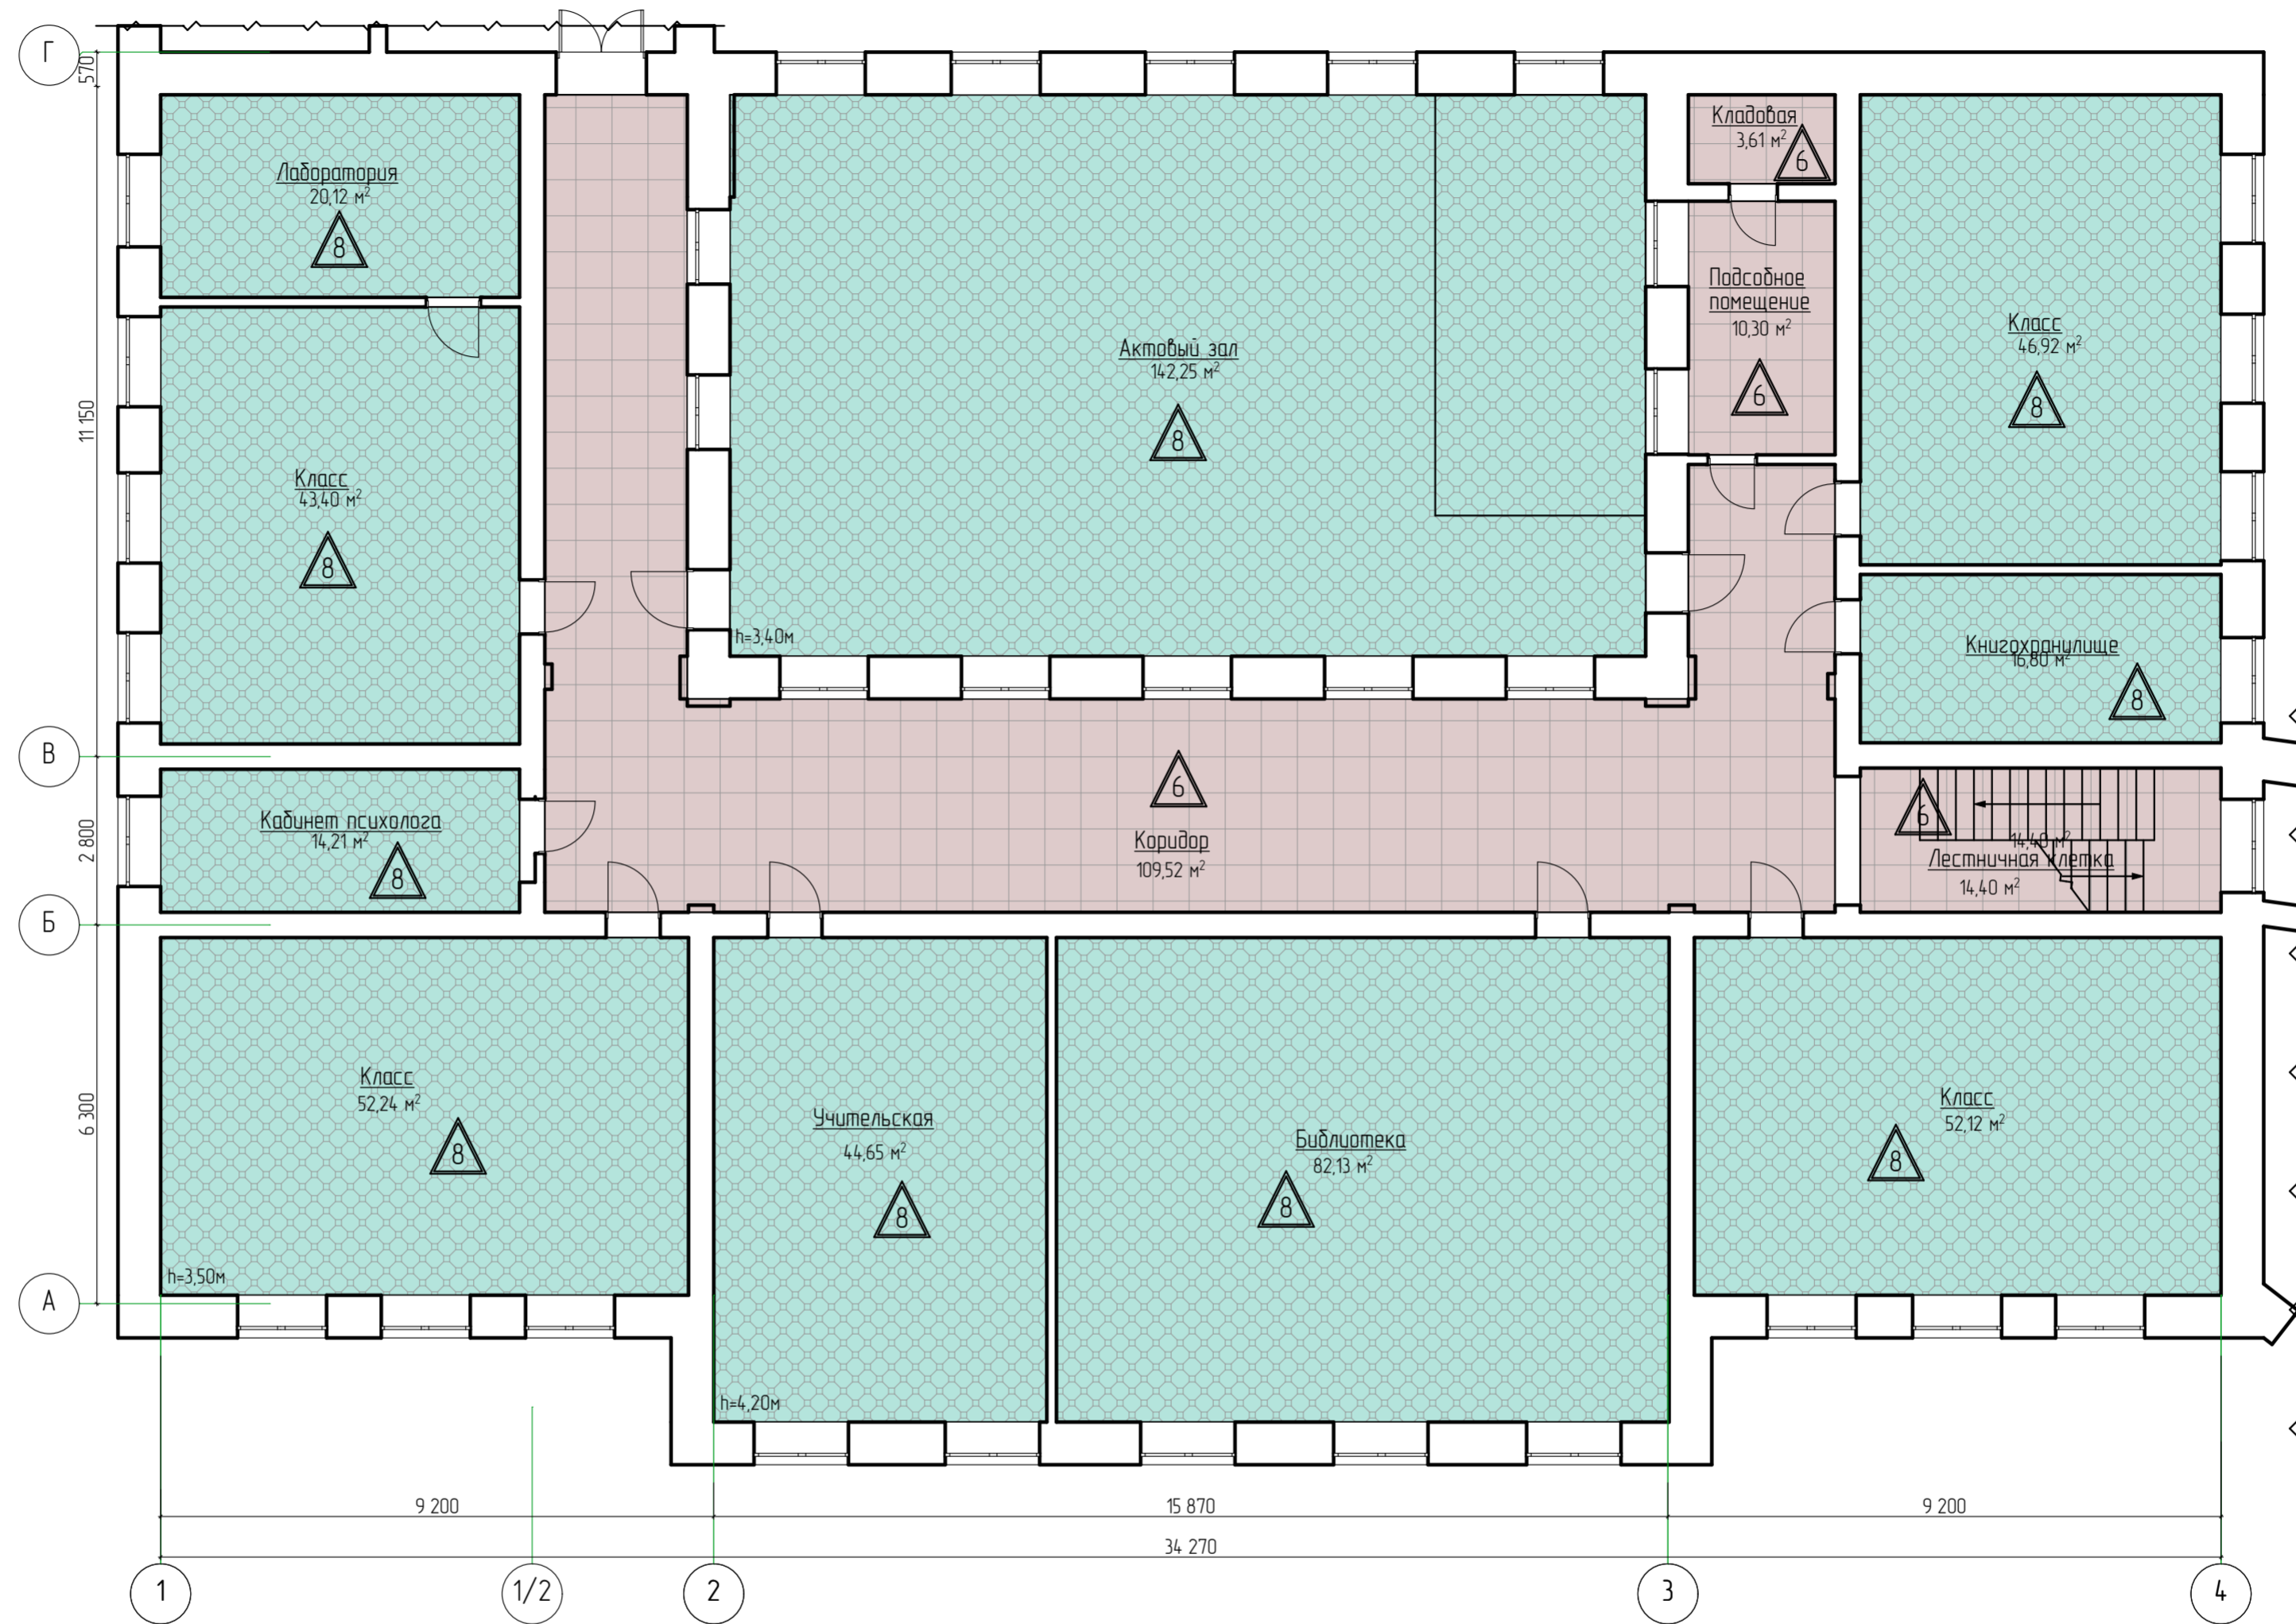 Г
570
Кладовая
3,61 м²
6
Лаборатория
20,12 м²
8
Подсобное
помещение
10,30 м²
6
Класс
46,92 м²
8
Актовый зал
142,25 м²
8
11 150
Класс
43,40 м²
8
h=3,40м
Книгохранилище
16,80 м²
8
В
6
Кабинет психолога
14,21 м²
8
2 800
Коридор
109,52 м²
6
14,40 м²
Лестничная клетка
14,40 м²
Б
Класс
52,24 м²
8
6 300
Учительская
44,65 м²
8
Библиотека
82,13 м²
8
Класс
52,12 м²
8
h=3,50м
А
h=4,20м
9 200
15 870
9 200
34 270
1
1/2
2
3
4